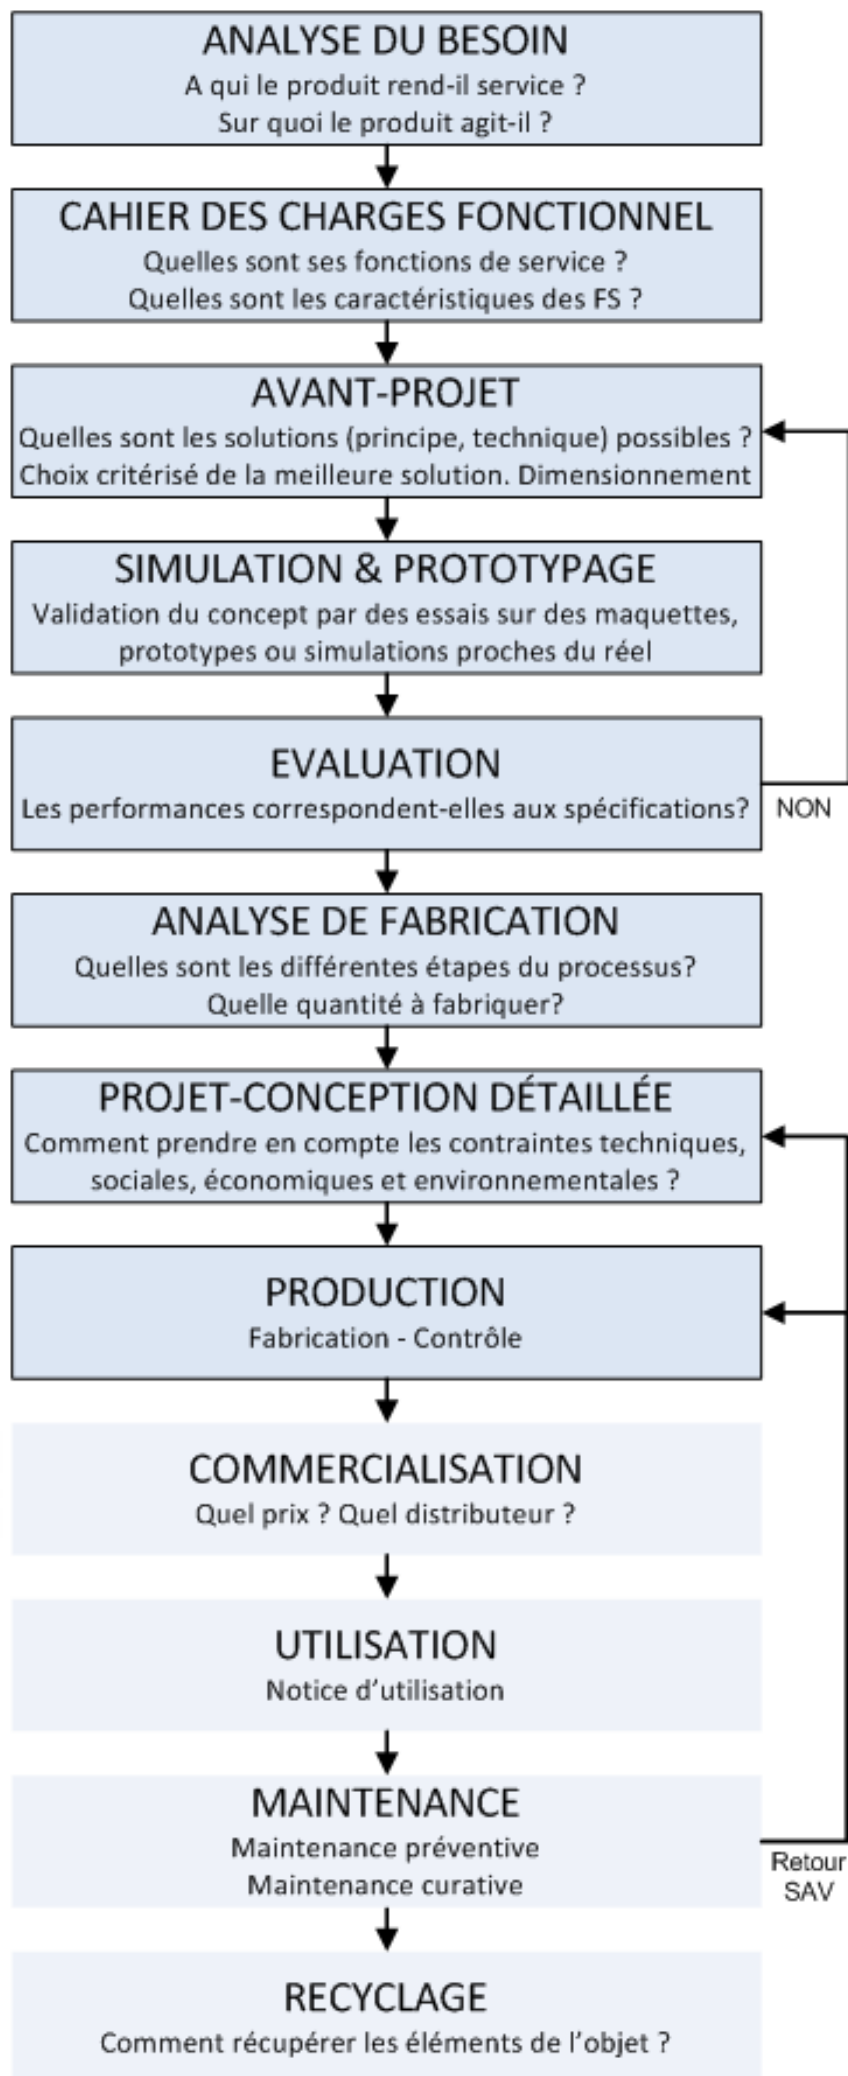 ANALYSE DU BESOIN
A qui le produit rend-il service ?
Sur quoi le produit agit-il ?
CAHIER DES CHARGES FONCTIONNEL
Quelles sont ses fonctions de service ?
Quelles sont les caractéristiques des FS ?
AVANT-PROJET
Quelles sont les solutions (principe, technique) possibles ?
Choix critérisé de la meilleure solution. Dimensionnement
SIMULATION & PROTOTYPAGE
Validation du concept par des essais sur des maquettes,
prototypes ou simulations proches du réel
EVALUATION
Les performances correspondent-elles aux spécifications?
NON
ANALYSE DE FABRICATION
Quelles sont les différentes étapes du processus?
Quelle quantité à fabriquer?
PROJET-CONCEPTION DÉTAILLÉE
Comment prendre en compte les contraintes techniques,
sociales, économiques et environnementales ?
PRODUCTION
Fabrication - Contrôle
COMMERCIALISATION
Quel prix ? Quel distributeur ?
UTILISATION
Notice d’utilisation
MAINTENANCE
Maintenance préventive
Maintenance curative
Retour
SAV
RECYCLAGE
Comment récupérer les éléments de l’objet ?